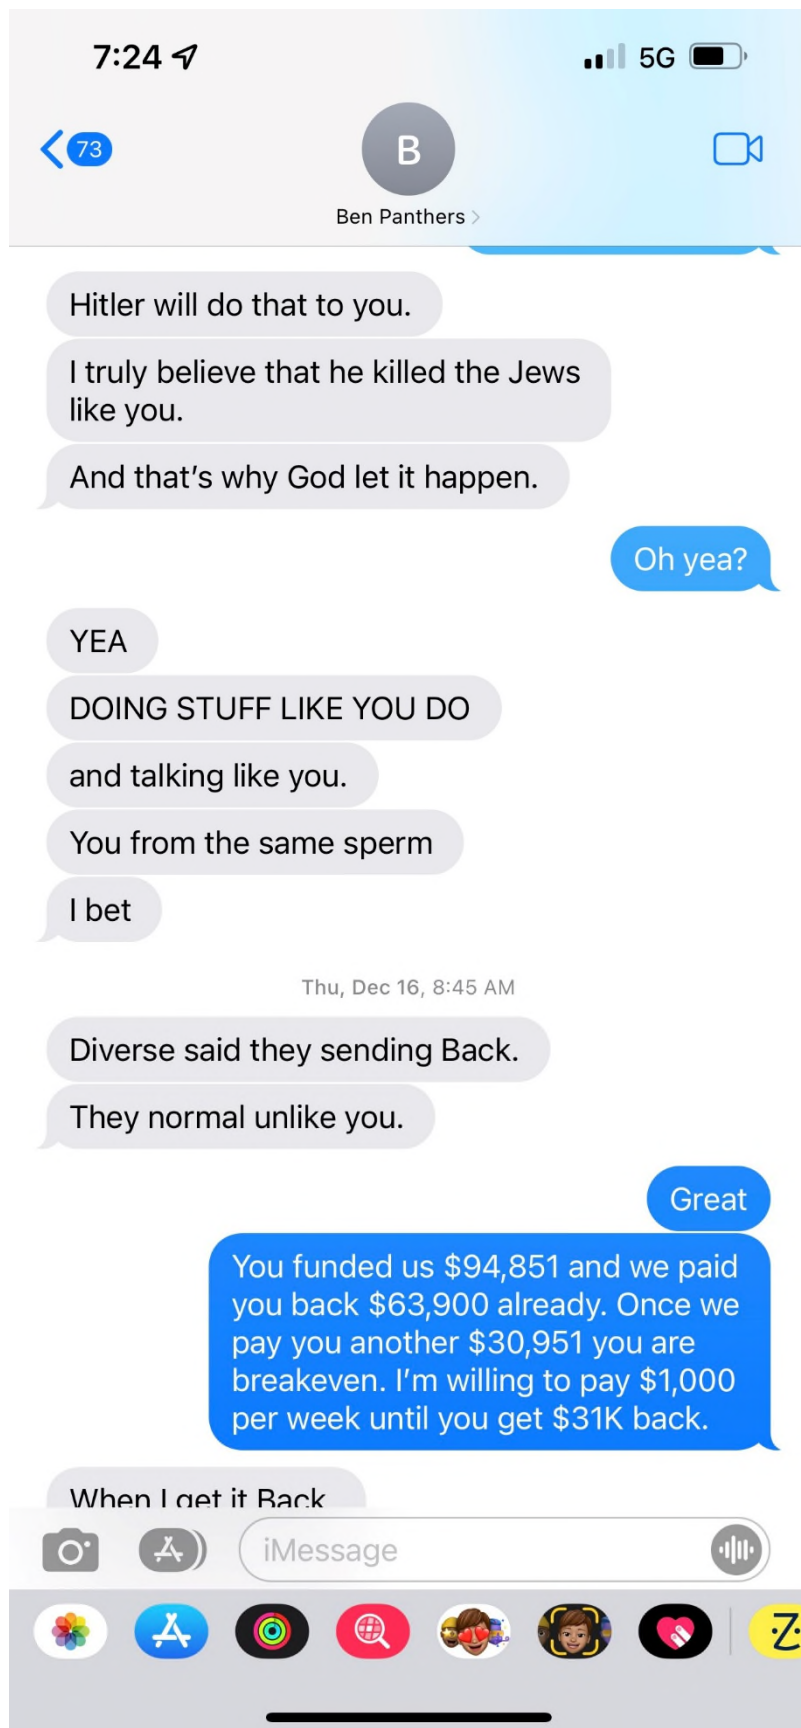 7:24
5G
73
B
Ben Panthers
Hitler will do that to you.
I truly believe that he killed the Jews
like you.
And that's why God let it happen.
Oh yea?
YEA
DOING STUFF LIKE YOU DO
and talking like you.
You from the same sperm
I bet
Thu, Dec 16, 8:45 AM
Diverse said they sending Back.
They normal unlike you.
Great
You funded us $94,851 and we paid
you back $63,900 already. Once we
pay you another $30,951 you are
breakeven. I'm willing to pay $1,000
per week until you get $31K back.
When I get it Back
iMessage
Z